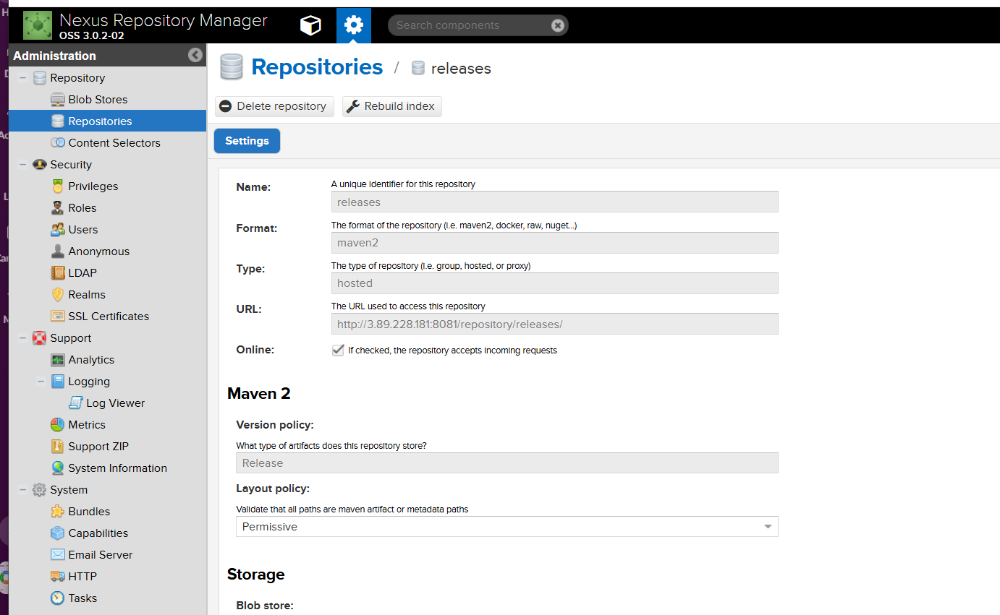 Nexus Repository Manager
OSS 3.0.2-02
Search components
Administration
Repository
Blob Stores
Repositories
Content Selectors
Security
Privileges
Roles
Users
Anonymous
LDAP
Realms
SSL Certificates
Support
Analytics
Logging
Log Viewer
Metrics
Support ZIP
System Information
System
Bundles
Capabilities
Email Server
HTTP
Tasks
Repositories / releases
Delete repository
Rebuild index
Settings
Name:
A unique identifier for this repository
releases
Format:
The format of the repository (i.e. maven2, docker, raw, nuget...)
maven2
Type:
The type of repository (i.e. group, hosted, or proxy)
hosted
URL:
The URL used to access this repository
http://3.89.228.181:8081/repository/releases/
Online:
If checked, the repository accepts incoming requests
Maven 2
Version policy:
What type of artifacts does this repository store?
Release
Layout policy:
Validate that all paths are maven artifact or metadata paths
Permissive
Storage
Blob store: